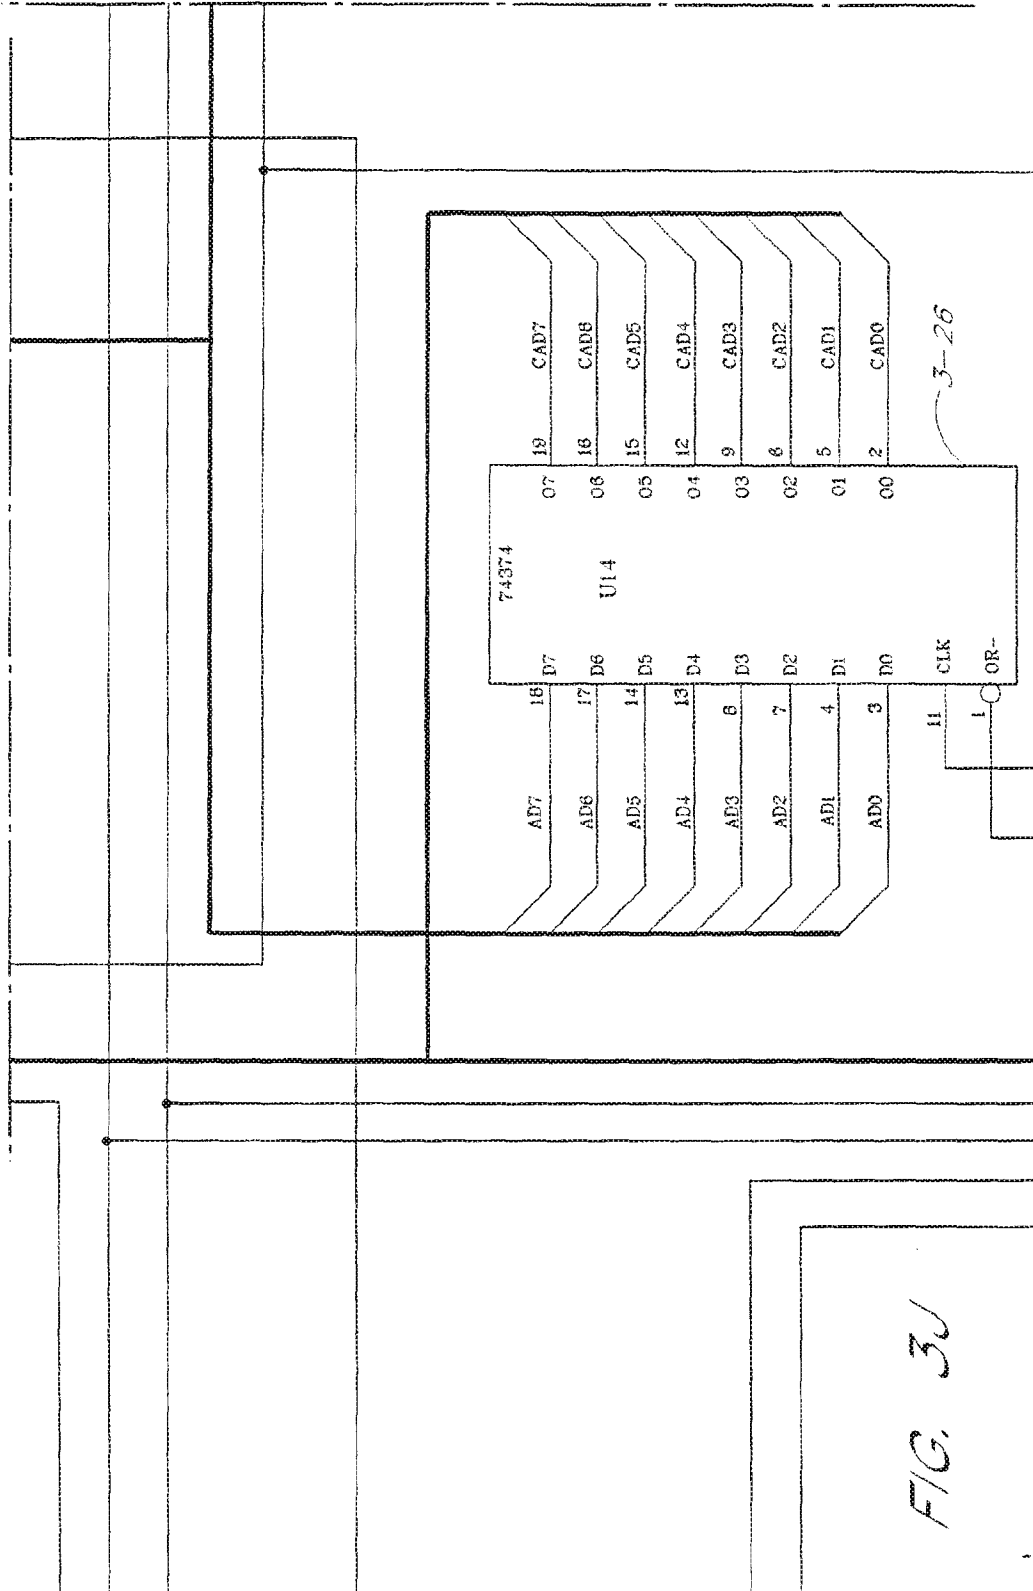 74374
U14
AD7 18 D7 O7 19 CAD7
AD6 17 D6 O6 16 CAD8
AD5 14 D5 O5 15 CAD5
AD4 13 D4 O4 12 CAD4
AD3 8 D3 O3 9 CAD3
AD2 7 D2 O2 6 CAD2
AD1 4 D1 O1 5 CAD1
AD0 3 D0 O0 2 CAD0
11 CLK
1 OR-
3-26
FIG. 3J